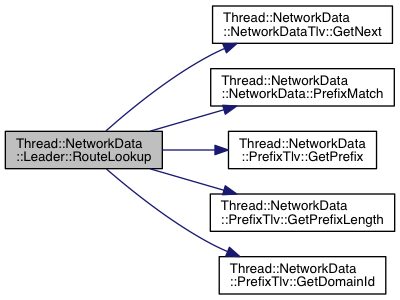 Thread::NetworkData
::NetworkDataTlv::GetNext
Thread::NetworkData
::NetworkData::PrefixMatch
Thread::NetworkData
::Leader::RouteLookup
Thread::NetworkData
::PrefixTlv::GetPrefix
Thread::NetworkData
::PrefixTlv::GetPrefixLength
Thread::NetworkData
::PrefixTlv::GetDomainId